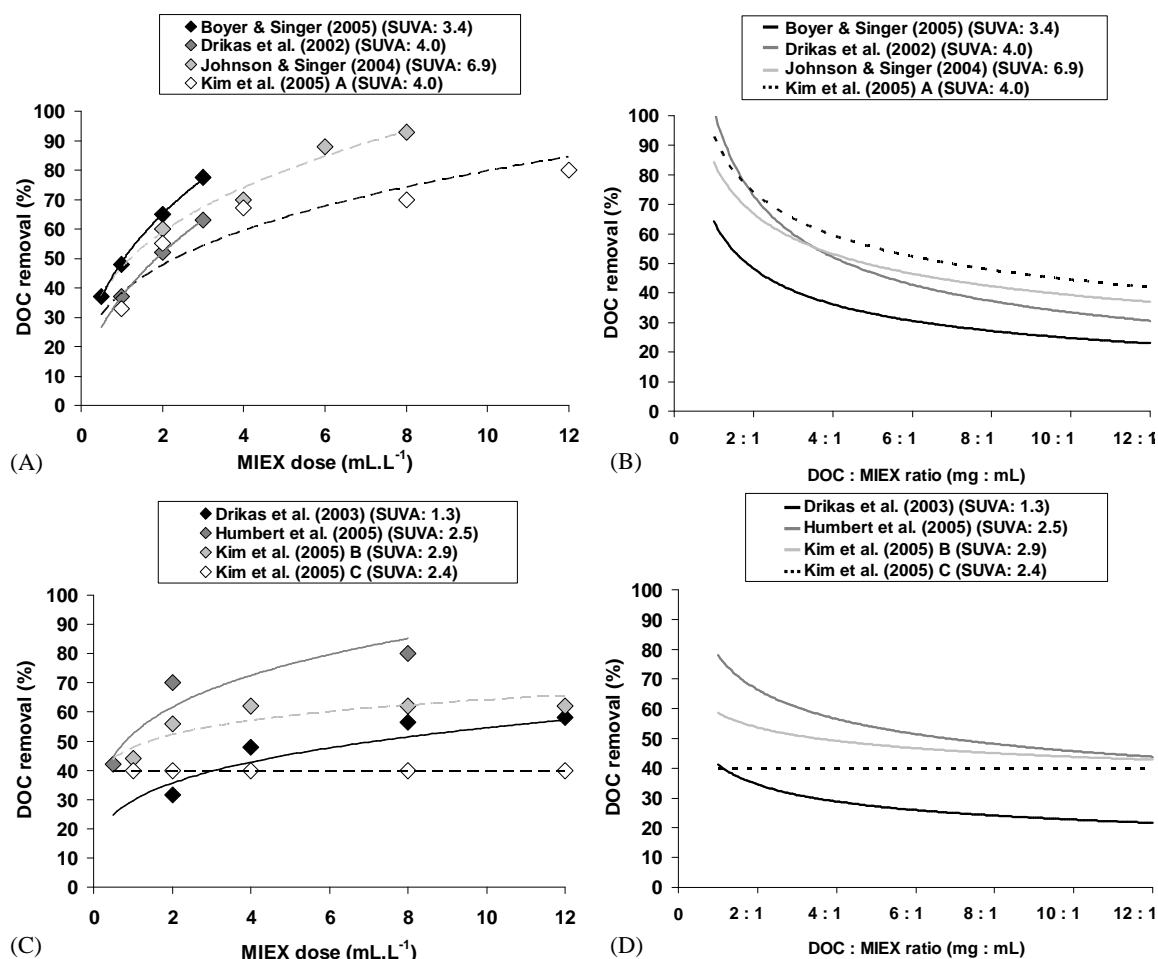 Boyer & Singer (2005) (SUVA: 3.4)
Drikas et al. (2002) (SUVA: 4.0)
Johnson & Singer (2004) (SUVA: 6.9)
Kim et al. (2005) A (SUVA: 4.0)
100
90
80
70
60
50
40
30
20
10
0
DOC removal (%)
0 2 4 6 8 10 12
MIEX dose (mL.L⁻¹)
(A)
Boyer & Singer (2005) (SUVA: 3.4)
Drikas et al. (2002) (SUVA: 4.0)
Johnson & Singer (2004) (SUVA: 6.9)
Kim et al. (2005) A (SUVA: 4.0)
100
90
80
70
60
50
40
30
20
10
0
DOC removal (%)
0 2 : 1 4 : 1 6 : 1 8 : 1 10 : 1 12 : 1
DOC : MIEX ratio (mg : mL)
(B)
Drikas et al. (2003) (SUVA: 1.3)
Humbert et al. (2005) (SUVA: 2.5)
Kim et al. (2005) B (SUVA: 2.9)
Kim et al. (2005) C (SUVA: 2.4)
100
90
80
70
60
50
40
30
20
10
0
DOC removal (%)
0 2 4 6 8 10 12
MIEX dose (mL.L⁻¹)
(C)
Drikas et al. (2003) (SUVA: 1.3)
Humbert et al. (2005) (SUVA: 2.5)
Kim et al. (2005) B (SUVA: 2.9)
Kim et al. (2005) C (SUVA: 2.4)
100
90
80
70
60
50
40
30
20
10
0
DOC removal (%)
0 2 : 1 4 : 1 6 : 1 8 : 1 10 : 1 12 : 1
DOC : MIEX ratio (mg : mL)
(D)